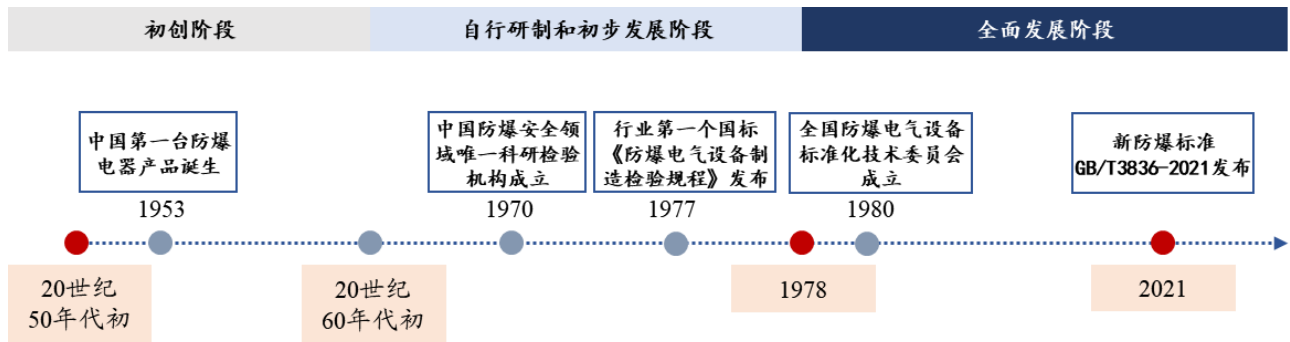 初创阶段
自行研制和初步发展阶段
全面发展阶段
中国第一台防爆
电器产品诞生
1953
中国防爆安全领
域唯一科研检验
机构成立
1970
行业第一个国标
《防爆电气设备制
造检验规程》发布
1977
全国防爆电气设备
标准化技术委员会
成立
1980
新防爆标准
GB/T3836-2021发布
20世纪
50年代初
20世纪
60年代初
1978
2021